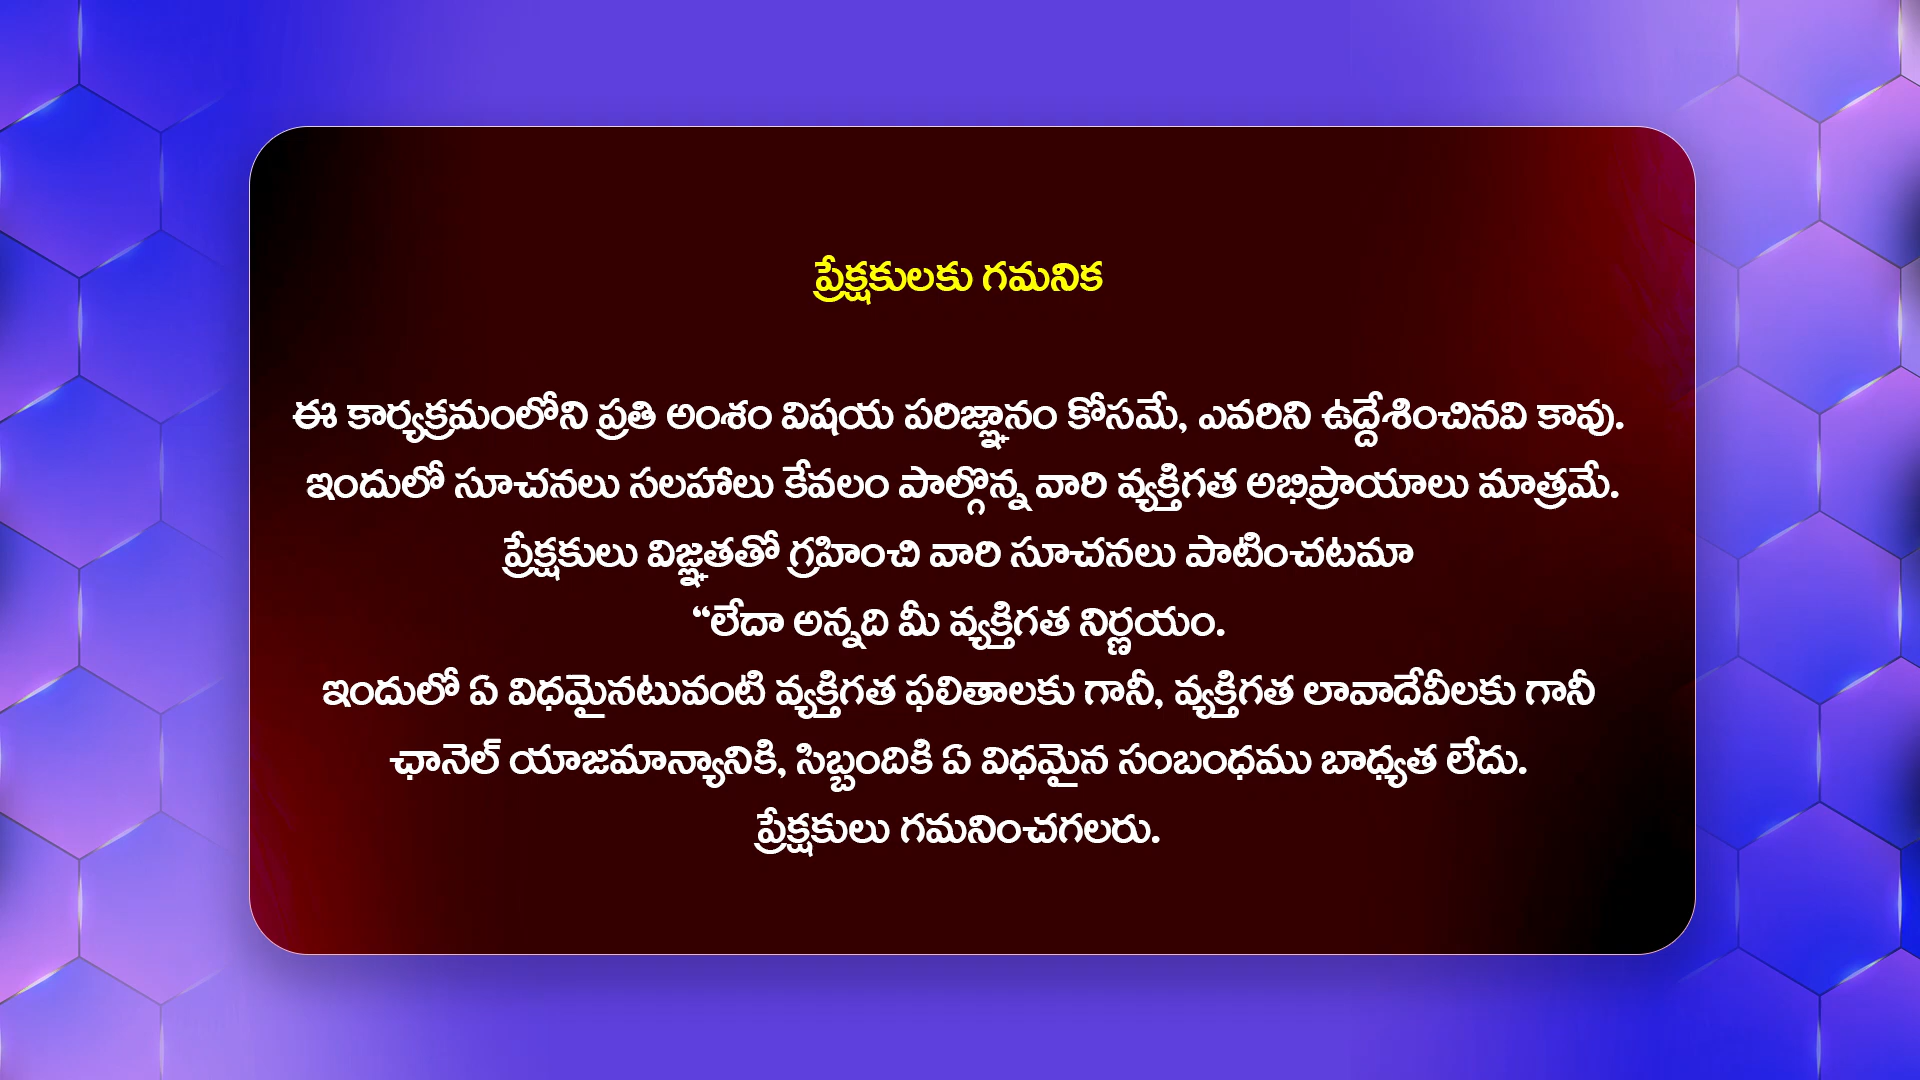 ప్రేక్షకులకు గమనిక
ఈ కార్యక్రమంలోని ప్రతి అంశం విషయ పరిజ్ఞానం కోసమే, ఎవరిని ఉద్దేశించినవి కావు.
ఇందులో సూచనలు సలహాలు కేవలం పాల్గొన్న వారి వ్యక్తిగత అభిప్రాయాలు మాత్రమే.
ప్రేక్షకులు విజ్ఞతతో గ్రహించి వారి సూచనలు పాటించటమా
“లేదా అన్నది మీ వ్యక్తిగత నిర్ణయం.
ఇందులో ఏ విధమైనటువంటి వ్యక్తిగత ఫలితాలకు గానీ, వ్యక్తిగత లావాదేవీలకు గానీ
ఛానెల్ యాజమాన్యానికి, సిబ్బందికి ఏ విధమైన సంబంధము బాధ్యత లేదు.
ప్రేక్షకులు గమనించగలరు.